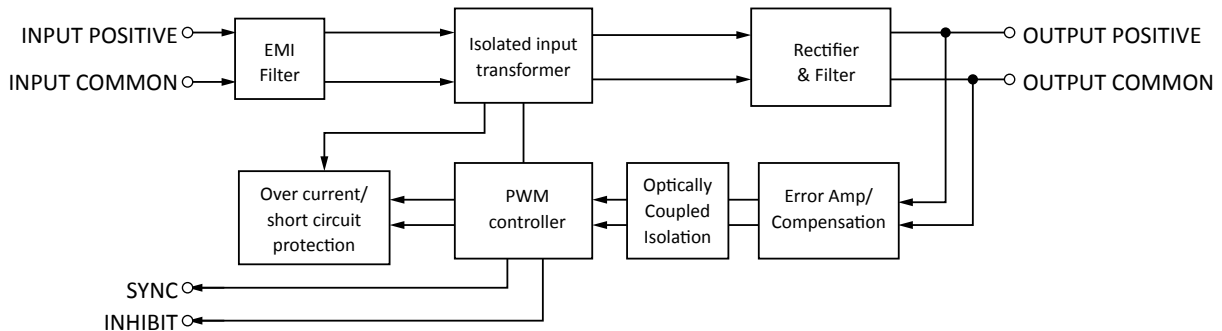 INPUT POSITIVE
INPUT COMMON
EMI
Filter
Isolated input
transformer
Rectifier
& Filter
OUTPUT POSITIVE
OUTPUT COMMON
Over current/
short circuit
protection
PWM
controller
Optically
Coupled
Isolation
Error Amp/
Compensation
SYNC
INHIBIT